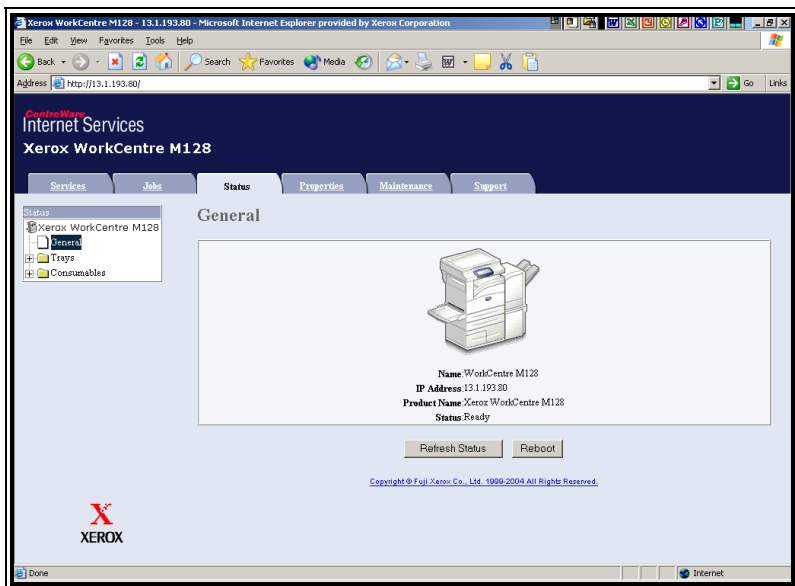 Xerox WorkCentre M128 - 13.1.193.80 - Microsoft Internet Explorer provided by Xerox Corporation
File Edit View Favorites Tools Help
Back Search Favorites Media
Address http://13.1.193.80/ Go Links
CentreWare
Internet Services
Xerox WorkCentre M128
Services Jobs Status Properties Maintenance Support
Status
Xerox WorkCentre M128
General
Trays
Consumables
General
Name:WorkCentre M128
IP Address:13.1.193.80
Product Name:Xerox WorkCentre M128
Status:Ready
Refresh Status Reboot
Copyright © Fuji Xerox Co., Ltd. 1999-2004 All Rights Reserved.
X
XEROX
Done Internet